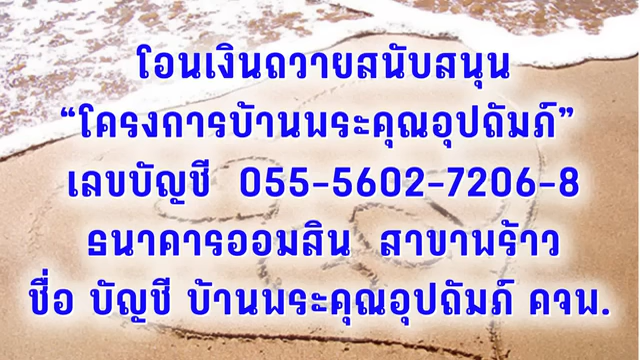 โอนเงินถวายสนับสนุน
“โครงการบ้านพระคุณอุปถัมภ์”
เลขบัญชี 055-5602-7206-8
ธนาคารออมสิน สาขาพร้าว
ชื่อ บัญชี บ้านพระคุณอุปถัมภ์ คจพ.